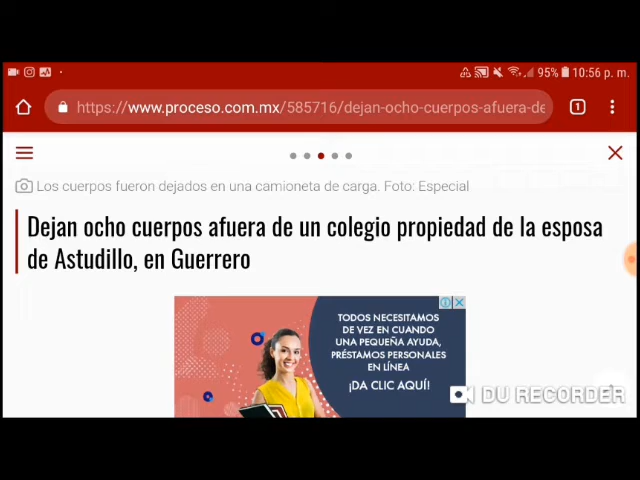 95% 10:56 p. m.
https://www.proceso.com.mx/585716/dejan-ocho-cuerpos-afuera-de
1
Los cuerpos fueron dejados en una camioneta de carga. Foto: Especial
Dejan ocho cuerpos afuera de un colegio propiedad de la esposa
de Astudillo, en Guerrero
TODOS NECESITAMOS
DE VEZ EN CUANDO
UNA PEQUEÑA AYUDA,
PRÉSTAMOS PERSONALES
EN LÍNEA
¡DA CLIC AQUÍ!
DU RECORDER